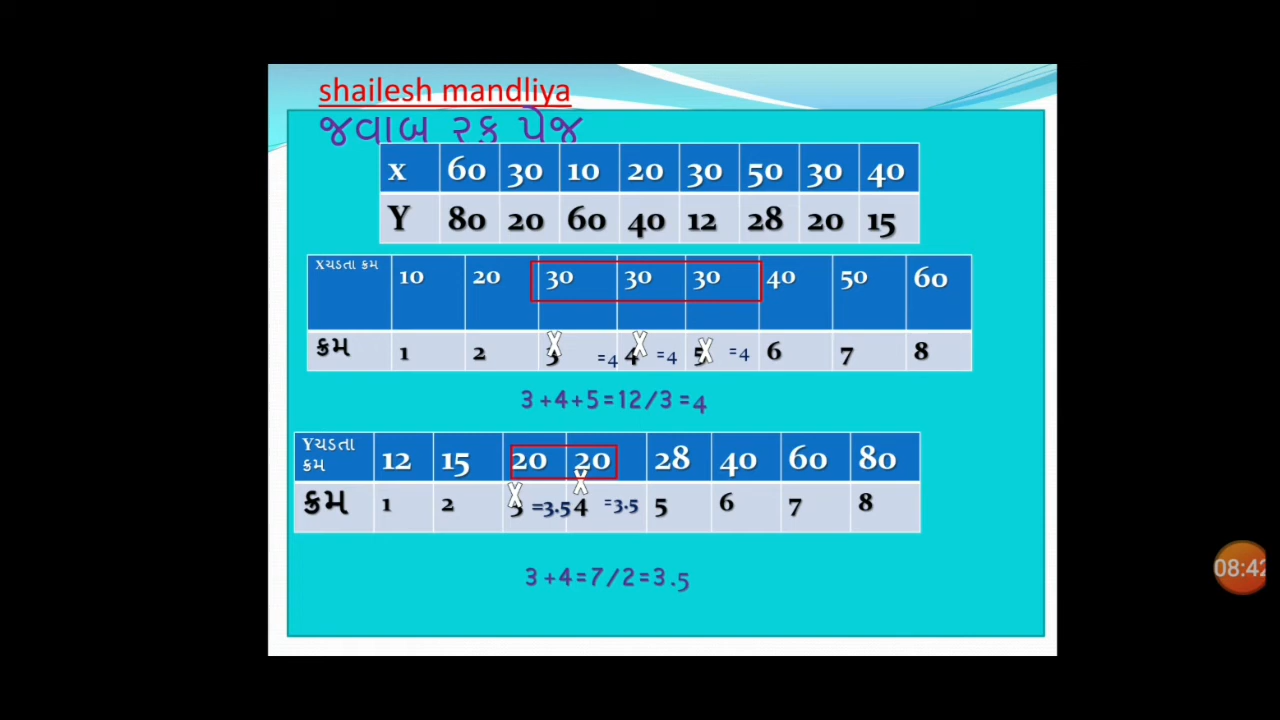 shailesh mandliya
જવાબ રફ પેજ
x 60 30 10 20 30 50 30 40
Y 80 20 60 40 12 28 20 15
Xચડતા ક્રમ 10 20 30 30 30 40 50 60
ક્રમ 1 2 3 =4 4 =4 5 =4 6 7 8
3+4+5=12/3=4
Yચડતા ક્રમ 12 15 20 20 28 40 60 80
ક્રમ 1 2 3 =3.5 4 =3.5 5 6 7 8
3+4=7/2=3.5
08:42